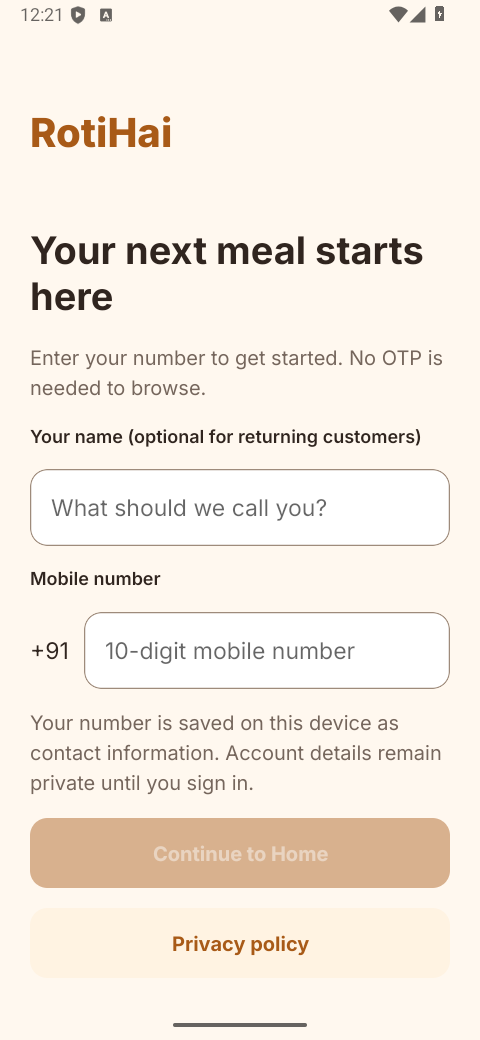 12:21
RotiHai
Your next meal starts
here
Enter your number to get started. No OTP is
needed to browse.
Your name (optional for returning customers)
What should we call you?
Mobile number
+91 10-digit mobile number
Your number is saved on this device as
contact information. Account details remain
private until you sign in.
Continue to Home
Privacy policy